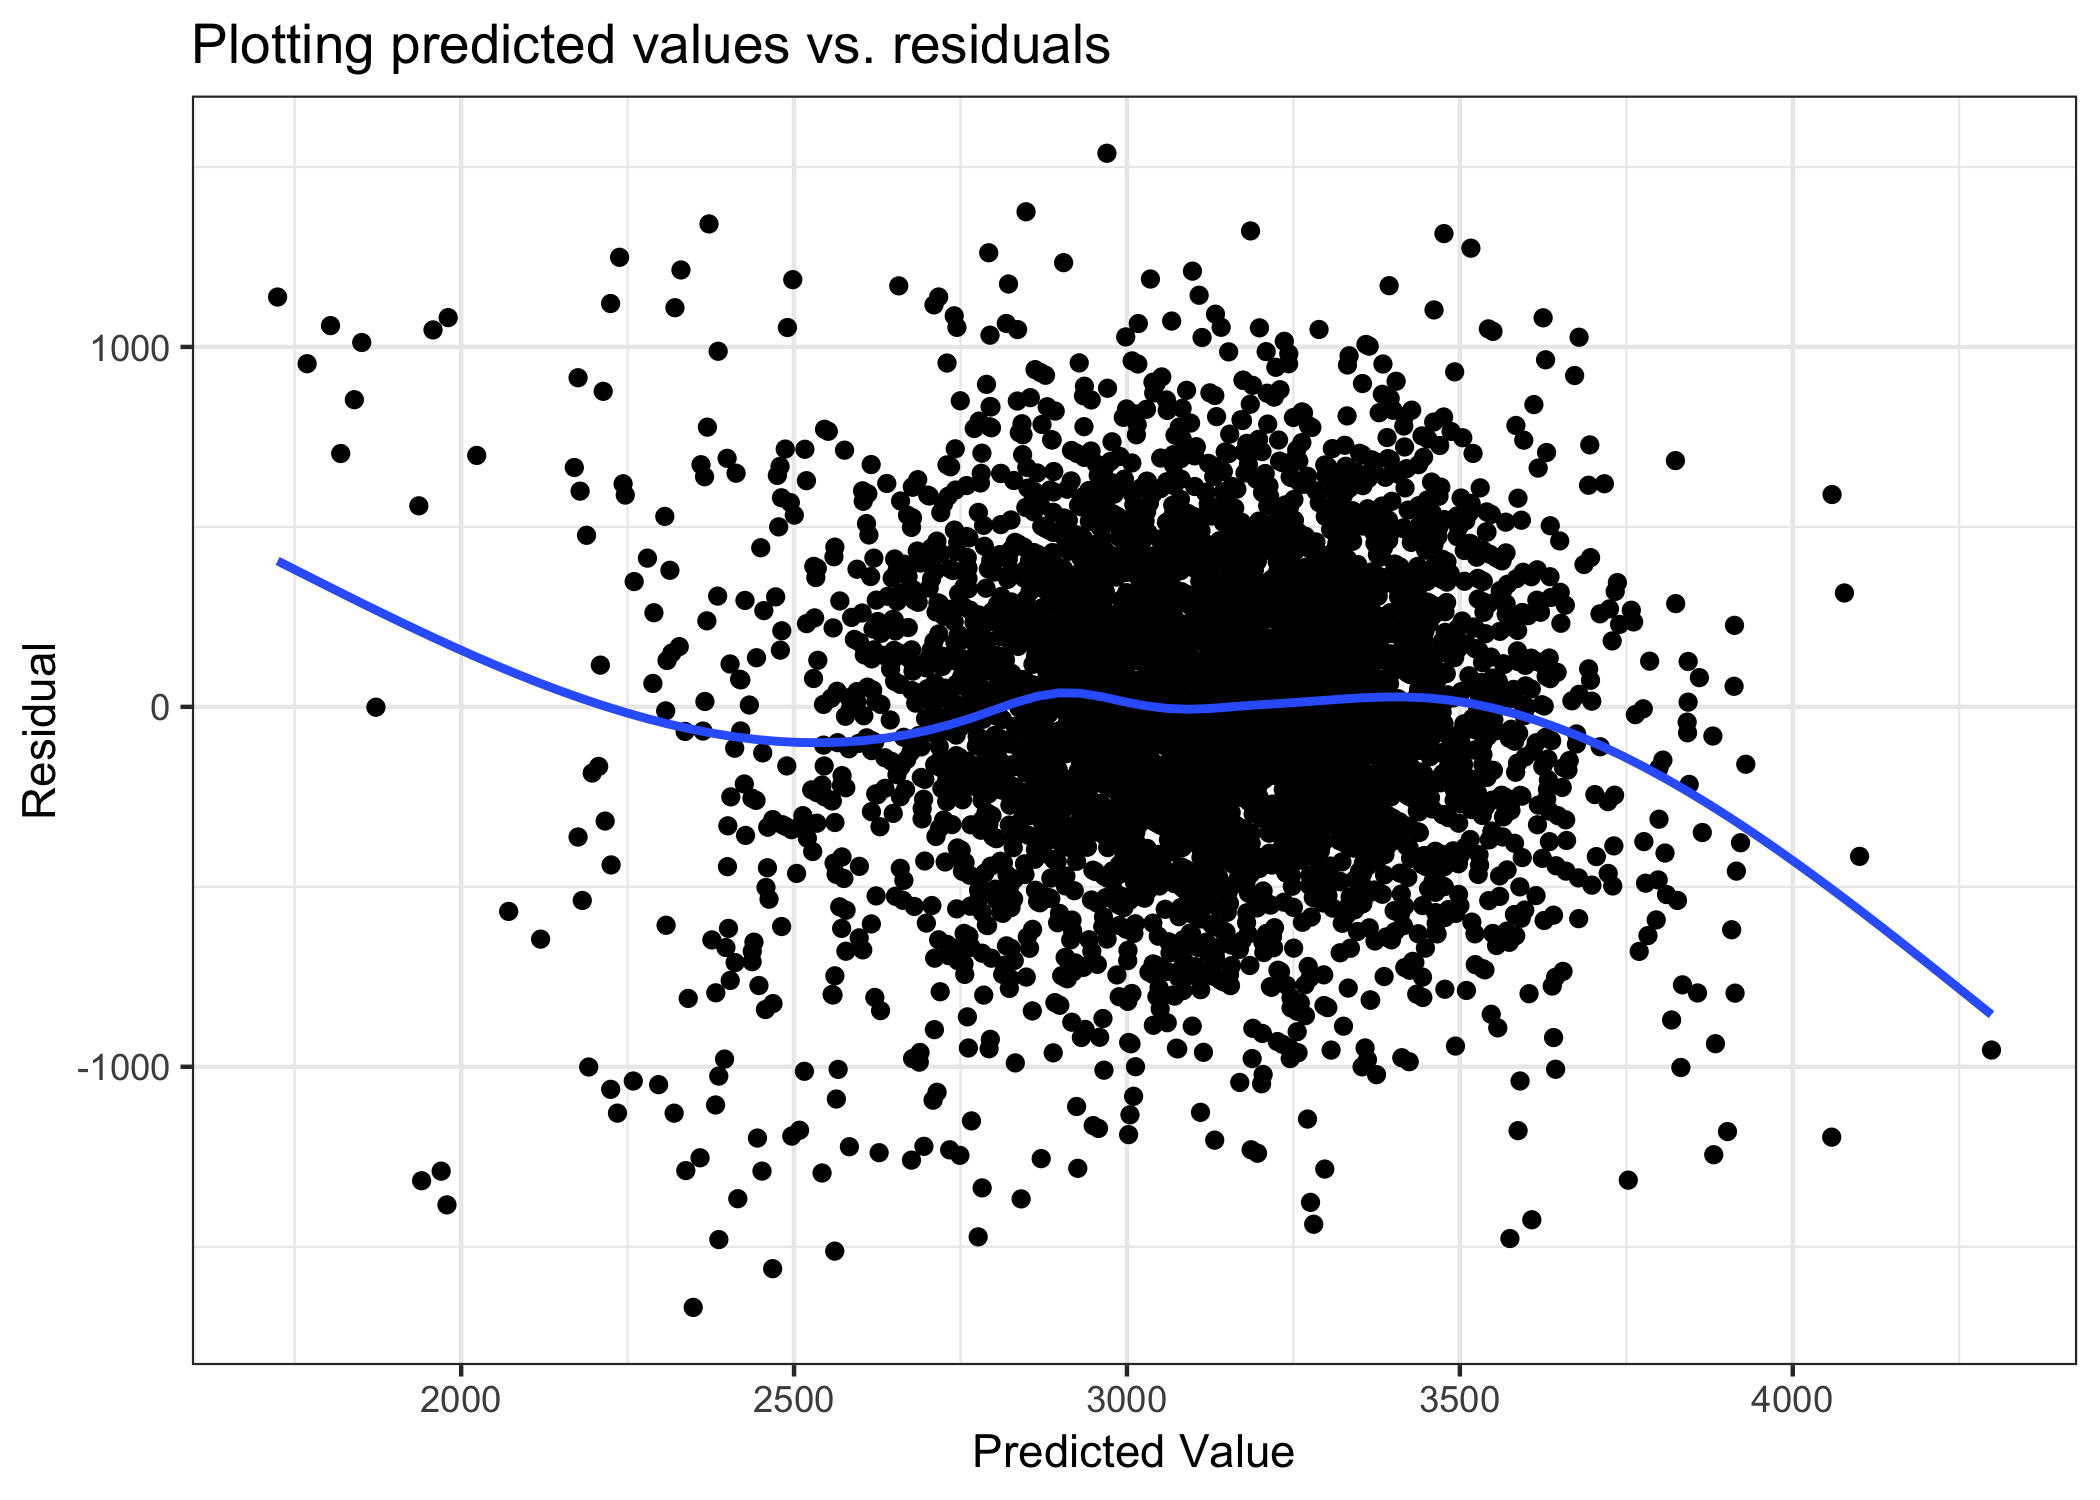 Plotting predicted values vs. residuals
Residual
1000
0
-1000
2000 2500 3000 3500 4000
Predicted Value